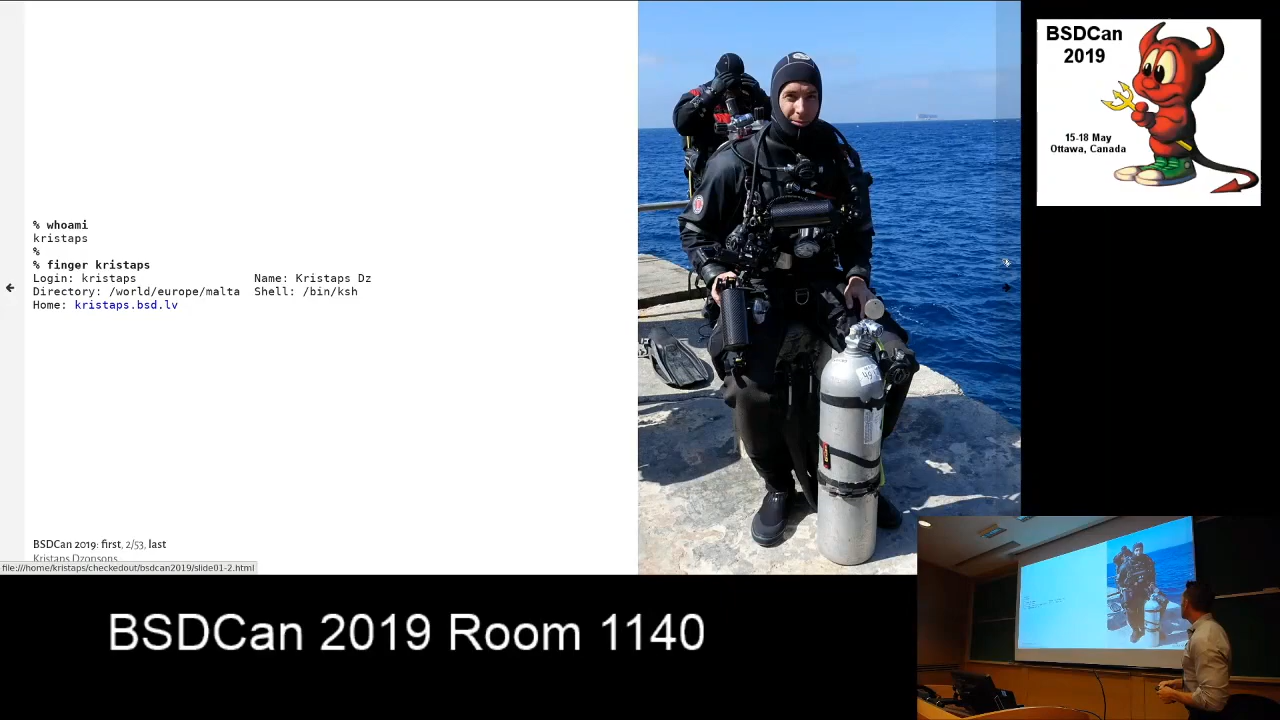 % whoami
kristaps
%
% finger kristaps
Login: kristaps Name: Kristaps Dz
Directory: /world/europe/malta Shell: /bin/ksh
Home: kristaps.bsd.lv
BSDCan 2019: first, 2/53, last
Kristaps Dzonsons
file:///home/kristaps/checkedout/bsdcan2019/slide01-2.html
BSDCan
2019
15-18 May
Ottawa, Canada
BSDCan 2019 Room 1140